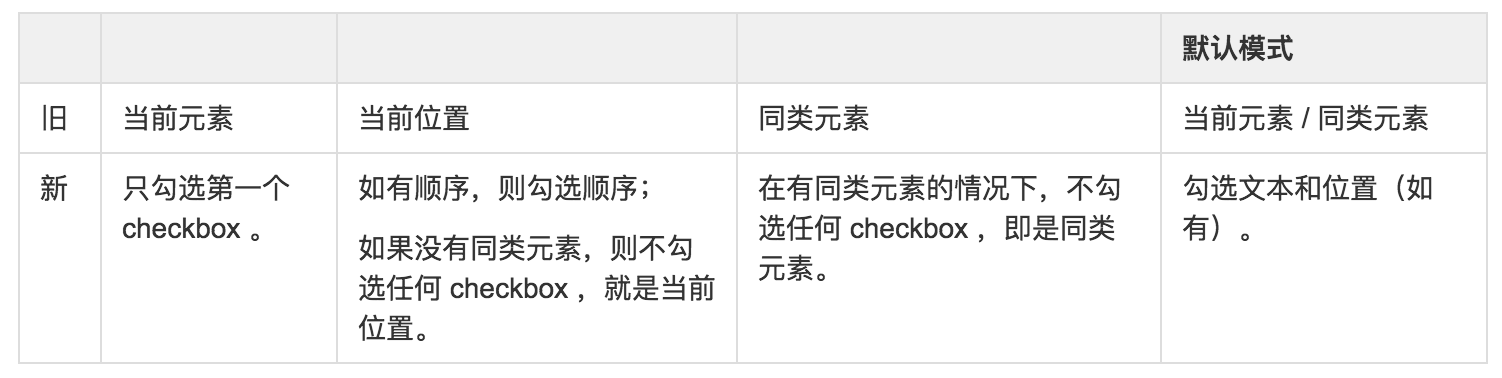 默认模式
旧
当前元素
当前位置
同类元素
当前元素 / 同类元素
新
只勾选第一个
checkbox 。
如有顺序，则勾选顺序；
如果没有同类元素，则不勾
选任何 checkbox ，就是当前
位置。
在有同类元素的情况下，不勾
选任何 checkbox ，即是同类
元素。
勾选文本和位置（如
有）。